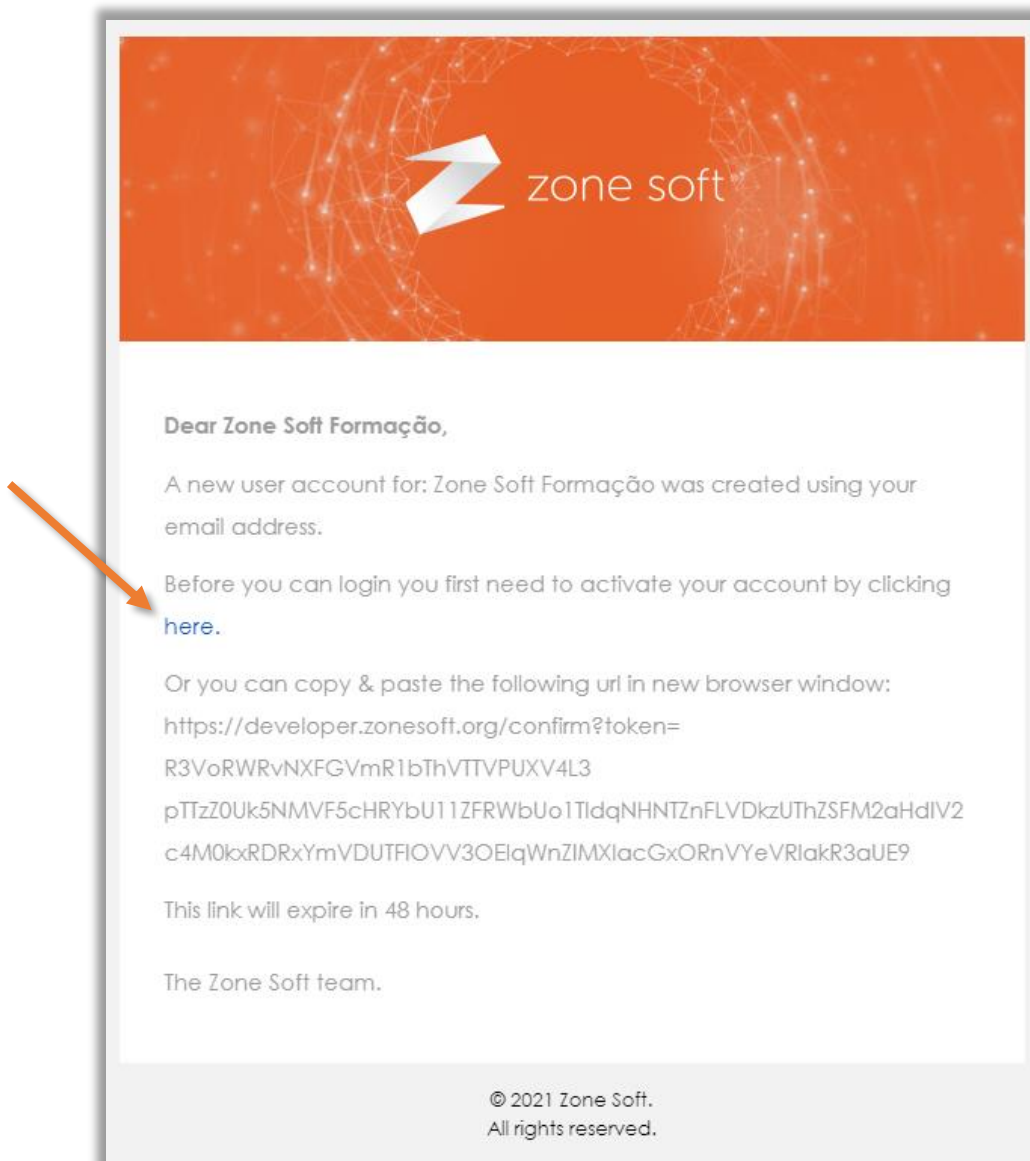 zone soft
Dear Zone Soft Formação,
A new user account for: Zone Soft Formação was created using your
email address.
Before you can login you first need to activate your account by clicking
here.
Or you can copy & paste the following url in new browser window:
https://developer.zonesoft.org/confirm?token=
R3VoRWRvNXFGVmR1bThVTTVPUXV4L3
pTTzZ0Uk5NMVF5cHRYbU11ZFRWbUo1TldqNHNTZnFLVDkzUThZSFM2aHdIV2
c4M0kxRDRxYmVDUTFIOVV3OElqWnZIMXlacGxORnVYeVRlakR3aUE9
This link will expire in 48 hours.
The Zone Soft team.
© 2021 Zone Soft.
All rights reserved.